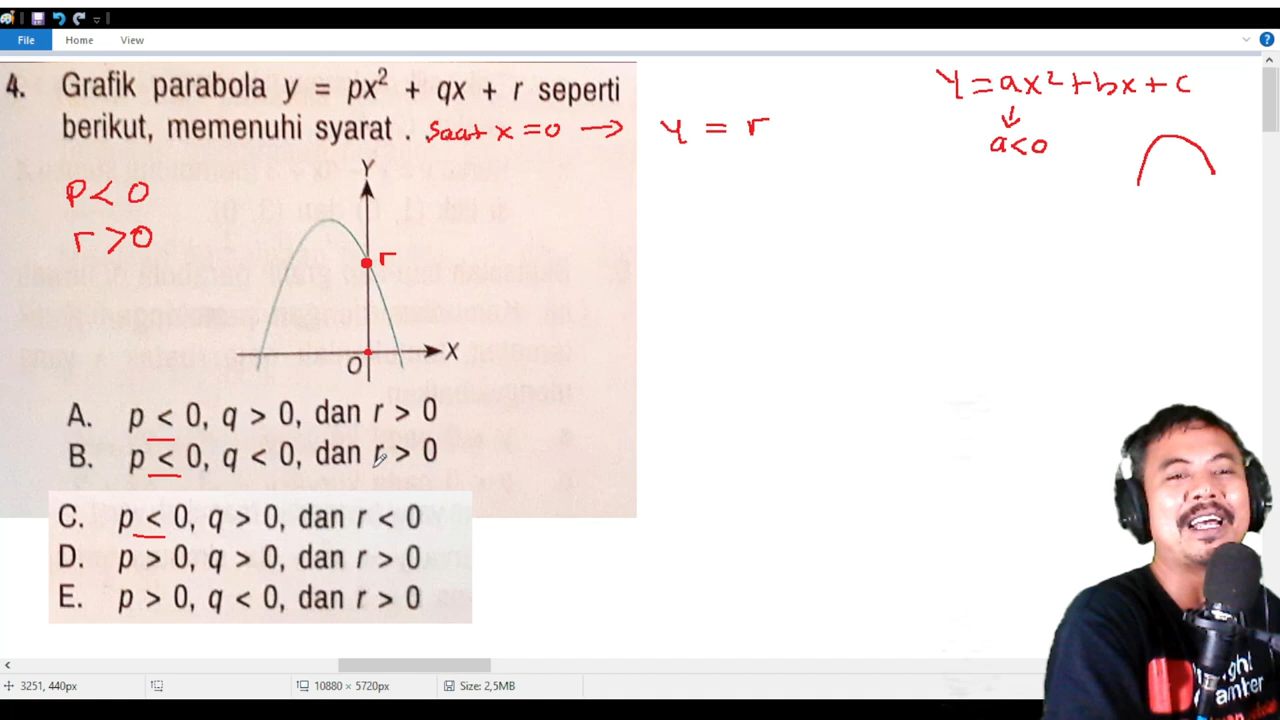 File Home View
4. Grafik parabola y = px² + qx + r seperti
berikut, memenuhi syarat . . saat x = 0 → y = r
y = ax² + bx + c
a < 0
p < 0
r > 0
Y
r
O
X
A. p < 0, q > 0, dan r > 0
B. p < 0, q < 0, dan r > 0
C. p < 0, q > 0, dan r < 0
D. p > 0, q > 0, dan r > 0
E. p > 0, q < 0, dan r > 0
3251, 440px 10880 × 5720px Size: 2,5MB